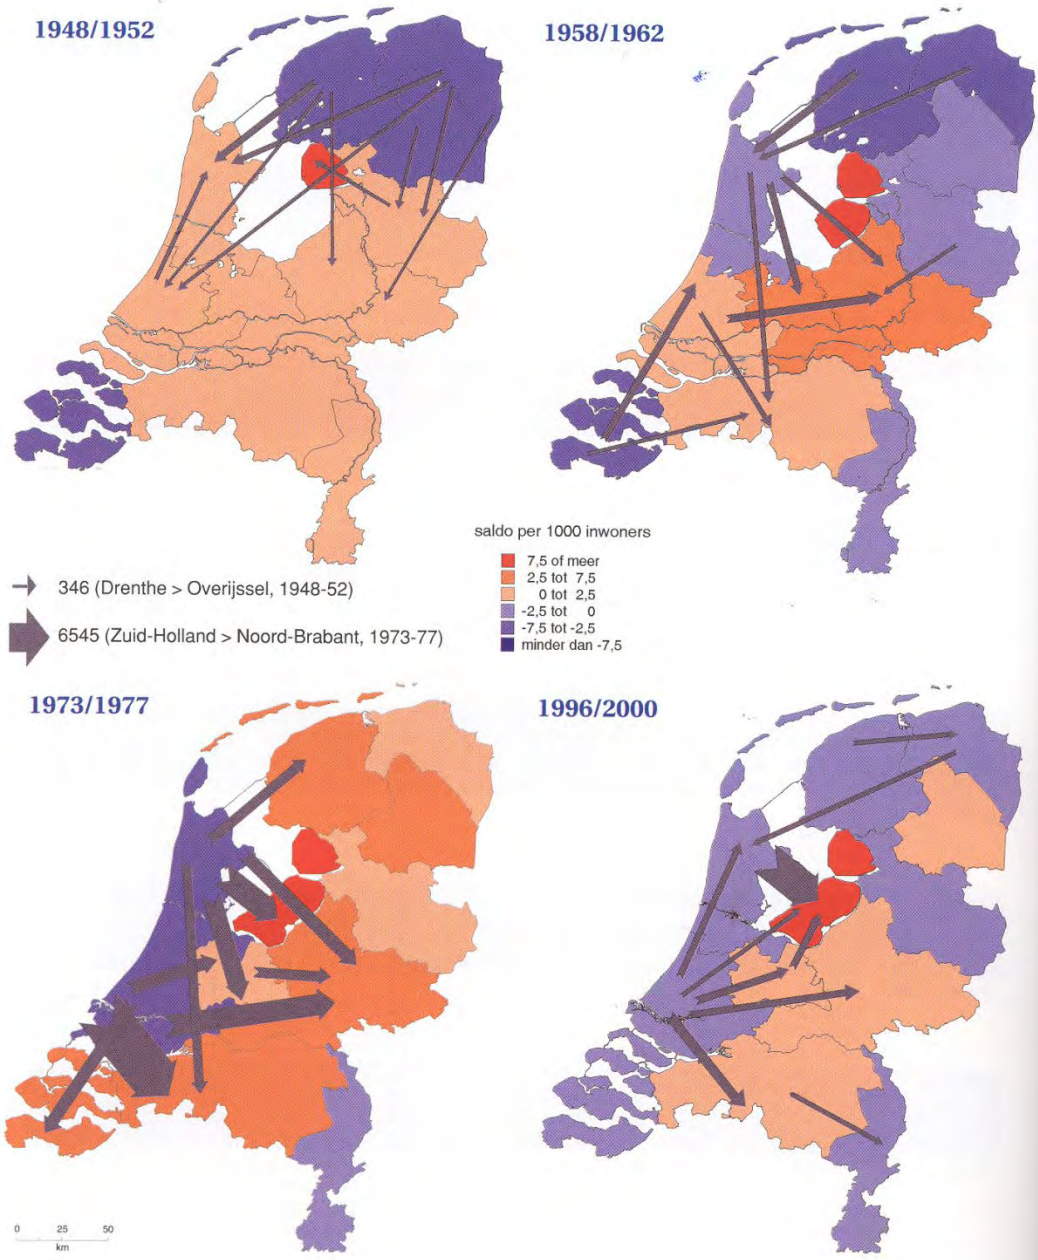 1948/1952
1958/1962
saldo per 1000 inwoners
7,5 of meer
2,5 tot 7,5
0 tot 2,5
-2,5 tot 0
-7,5 tot -2,5
minder dan -7,5
346 (Drenthe > Overijssel, 1948-52)
6545 (Zuid-Holland > Noord-Brabant, 1973-77)
1973/1977
1996/2000
0 25 50
km